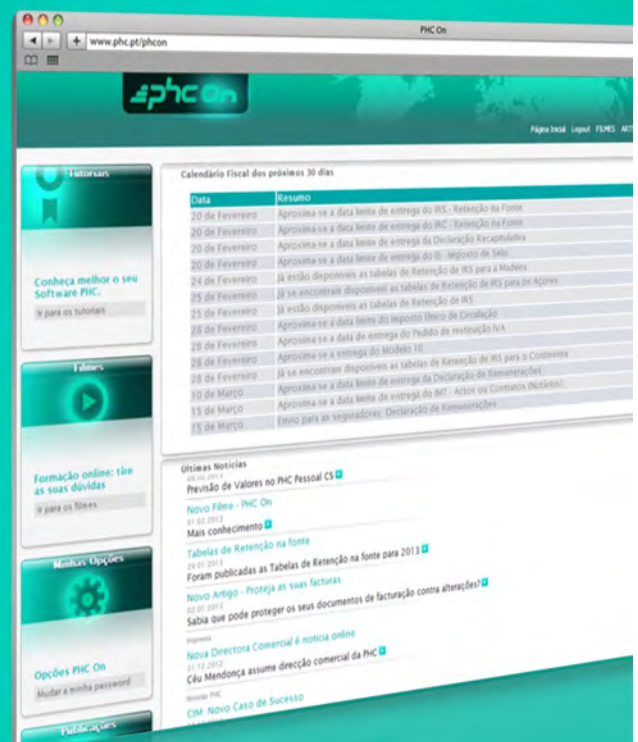 PHC On
www.phc.pt/phcon
phc on
Página Inicial Logout FILMES
Tutoriais
Conheça melhor o seu
Software PHC.
Ir para os tutoriais
Filmes
Formação online: tire
as suas dúvidas
Ir para os filmes
Minhas Opções
Opções PHC On
Mudar a minha password
Publicações
Calendário Fiscal dos próximos 30 dias
Data Resumo
20 de Fevereiro Aproxima-se a data limite de entrega do IRS - Retenção na Fonte
20 de Fevereiro Aproxima-se a data limite de entrega do IRC - Retenção na Fonte
20 de Fevereiro Aproxima-se a data limite de entrega da Declaração Recapitulativa
20 de Fevereiro Aproxima-se a data limite de entrega do IS - Imposto de Selo
24 de Fevereiro Já estão disponíveis as tabelas de Retenção de IRS para a Madeira
25 de Fevereiro Já se encontram disponíveis as tabelas de Retenção de IRS para os Açores
25 de Fevereiro Já estão disponíveis as tabelas de Retenção de IRS
28 de Fevereiro Aproxima-se a data limite do Imposto Único de Circulação
28 de Fevereiro Aproxima-se a data de entrega do Pedido de restituição IVA
28 de Fevereiro Aproxima-se a entrega do Modelo 10
28 de Fevereiro Já se encontram disponíveis as tabelas de Retenção de IRS para o Continente
10 de Março Aproxima-se a data limite de entrega da Declaração de Remunerações
15 de Março Aproxima-se a data limite de entrega do IMT - Actos ou Contratos (Notários)
15 de Março Envio para as seguradoras: Declaração de Remunerações
Últimas Notícias
Previsão de Valores no PHC Pessoal CS
Novo Filme - PHC On
01.02.2013
Mais conhecimento
Tabelas de Retenção na fonte
29.01.2013
Foram publicadas as Tabelas de Retenção na fonte para 2013
Novo Artigo - Proteja as suas facturas
02.01.2013
Sabia que pode proteger os seus documentos de facturação contra alterações?
Imprensa
Nova Directora Comercial é notícia online
31.12.2012
Céu Mendonça assume direcção comercial da PHC
Notícias PHC
CIM: Novo Caso de Sucesso